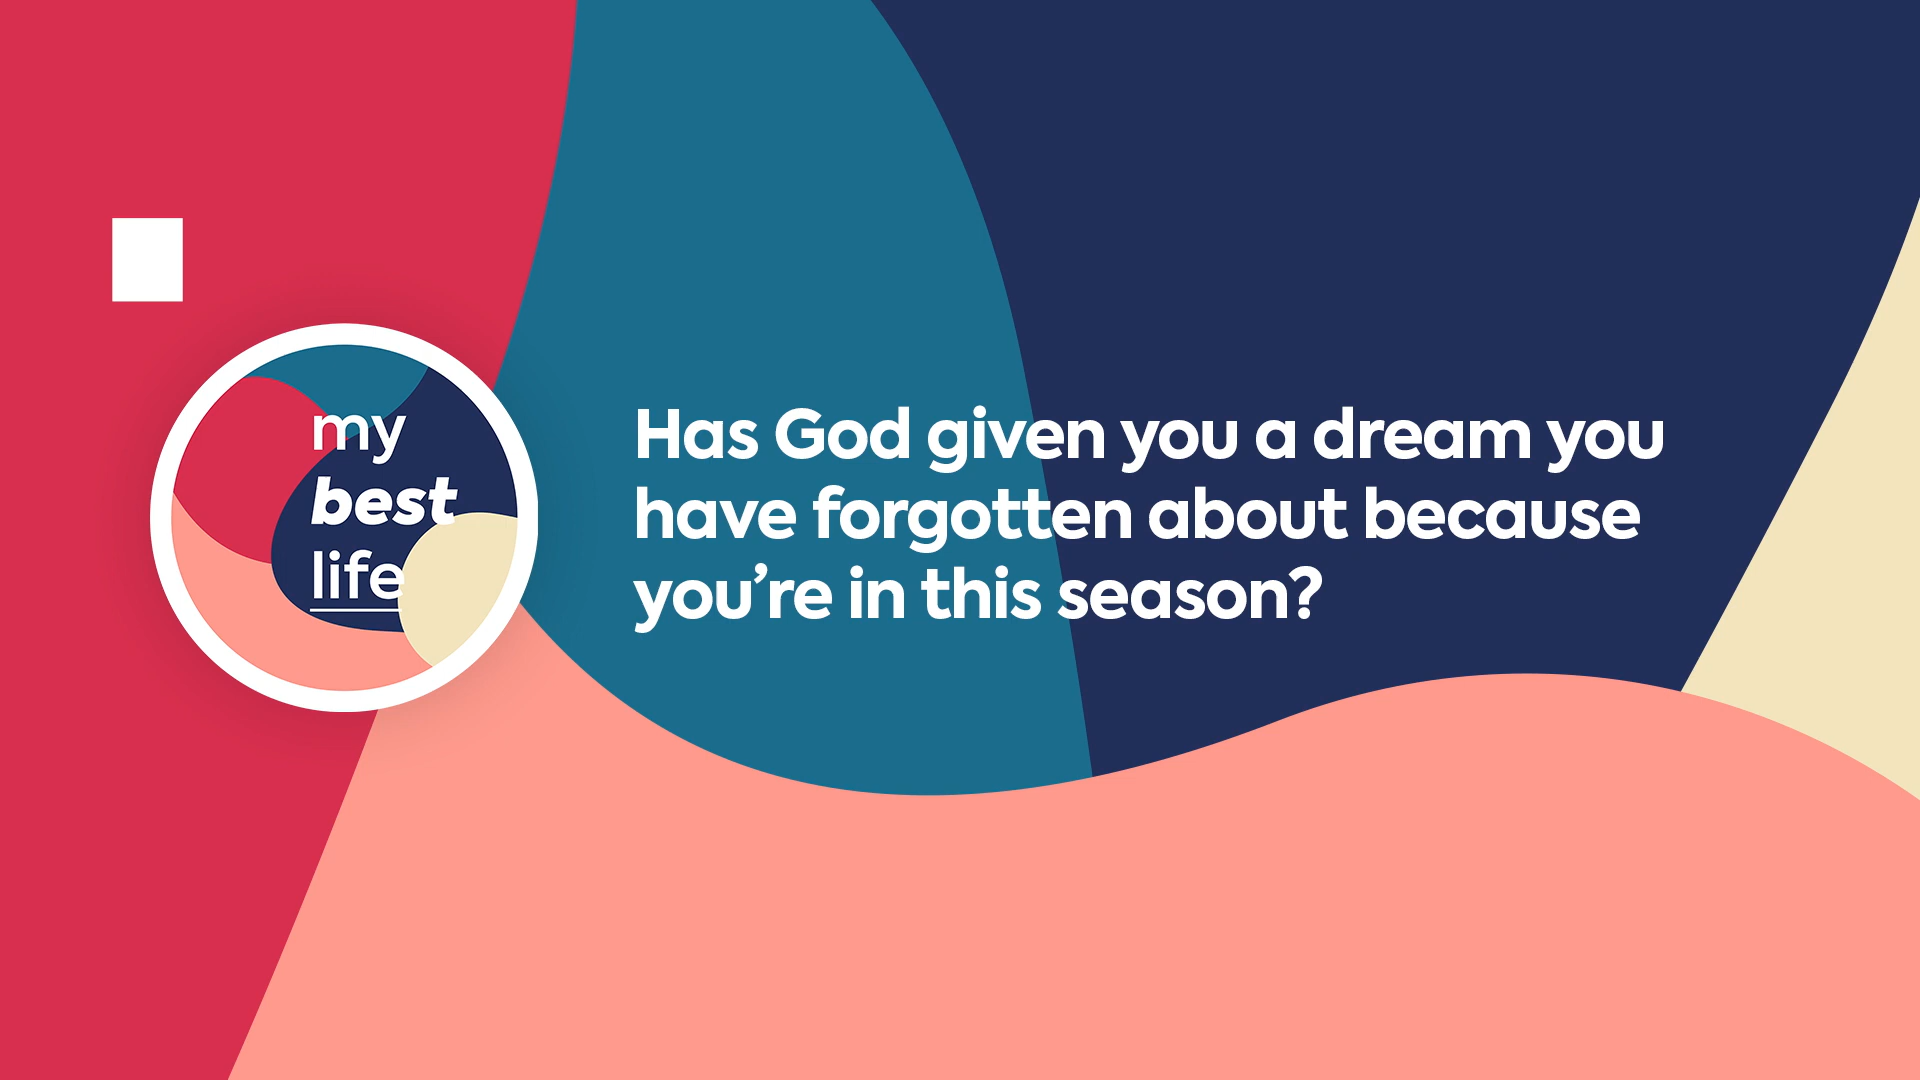 my
best
life
Has God given you a dream you
have forgotten about because
you’re in this season?